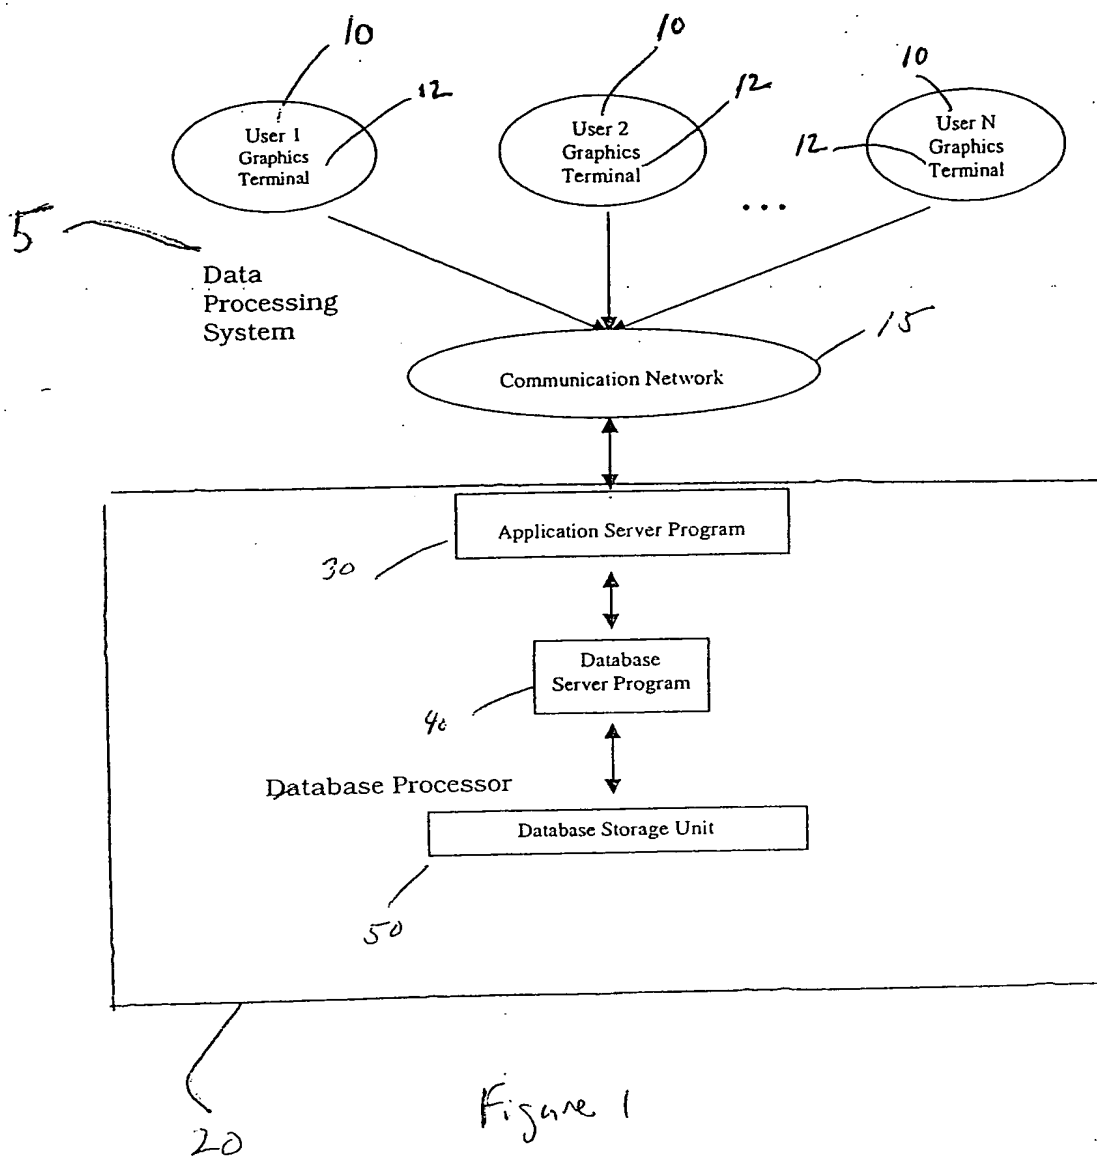 10
10
10
12
12
12
User 1
Graphics
Terminal
User 2
Graphics
Terminal
User N
Graphics
Terminal
...
5
Data
Processing
System
15
Communication Network
Application Server Program
30
Database
Server Program
40
Database Processor
Database Storage Unit
50
20
Figure 1